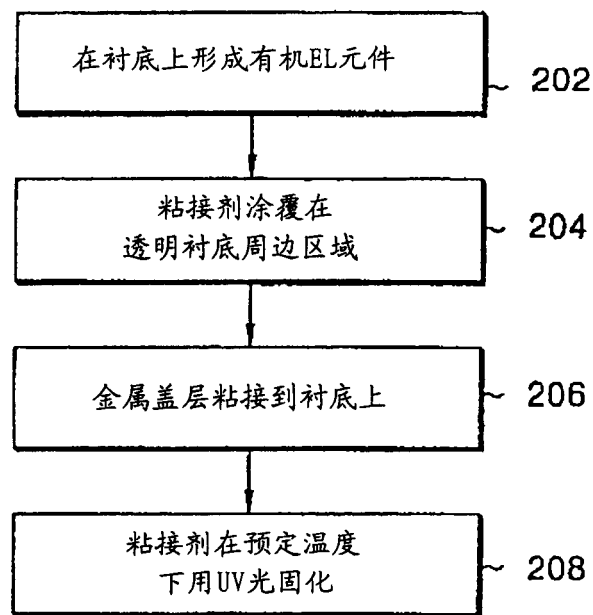 在衬底上形成有机EL元件
202
粘接剂涂覆在
透明衬底周边区域
204
金属盖层粘接到衬底上
206
粘接剂在预定温度
下用UV光固化
208